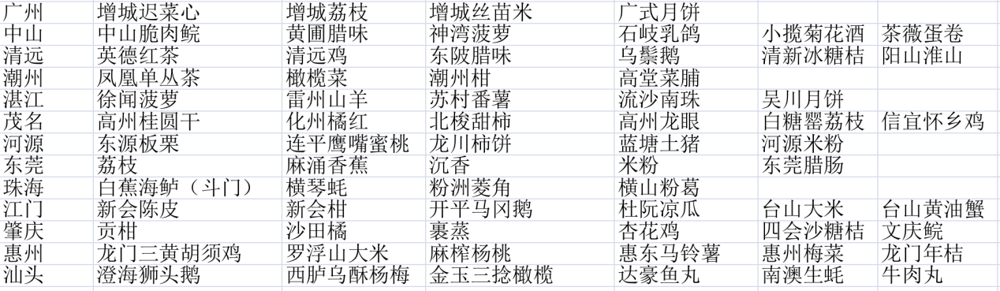 广州 增城迟菜心 增城荔枝 增城丝苗米 广式月饼
中山 中山脆肉鲩 黄圃腊味 神湾菠萝 石岐乳鸽 小揽菊花酒 茶薇蛋卷
清远 英德红茶 清远鸡 东陂腊味 乌鬃鹅 清新冰糖桔 阳山淮山
潮州 凤凰单丛茶 橄榄菜 潮州柑 高堂菜脯
湛江 徐闻菠萝 雷州山羊 苏村番薯 流沙南珠 吴川月饼
茂名 高州桂圆干 化州橘红 北梭甜柿 高州龙眼 白糖罂荔枝 信宜怀乡鸡
河源 东源板栗 连平鹰嘴蜜桃 龙川柿饼 蓝塘土猪 河源米粉
东莞 荔枝 麻涌香蕉 沉香 米粉 东莞腊肠
珠海 白蕉海鲈（斗门） 横琴蚝 粉洲菱角 横山粉葛
江门 新会陈皮 新会柑 开平马冈鹅 杜阮凉瓜 台山大米 台山黄油蟹
肇庆 贡柑 沙田橘 裹蒸 杏花鸡 四会沙糖桔 文庆鲩
惠州 龙门三黄胡须鸡 罗浮山大米 麻榨杨桃 惠东马铃薯 惠州梅菜 龙门年桔
汕头 澄海狮头鹅 西胪乌酥杨梅 金玉三捻橄榄 达豪鱼丸 南澳生蚝 牛肉丸